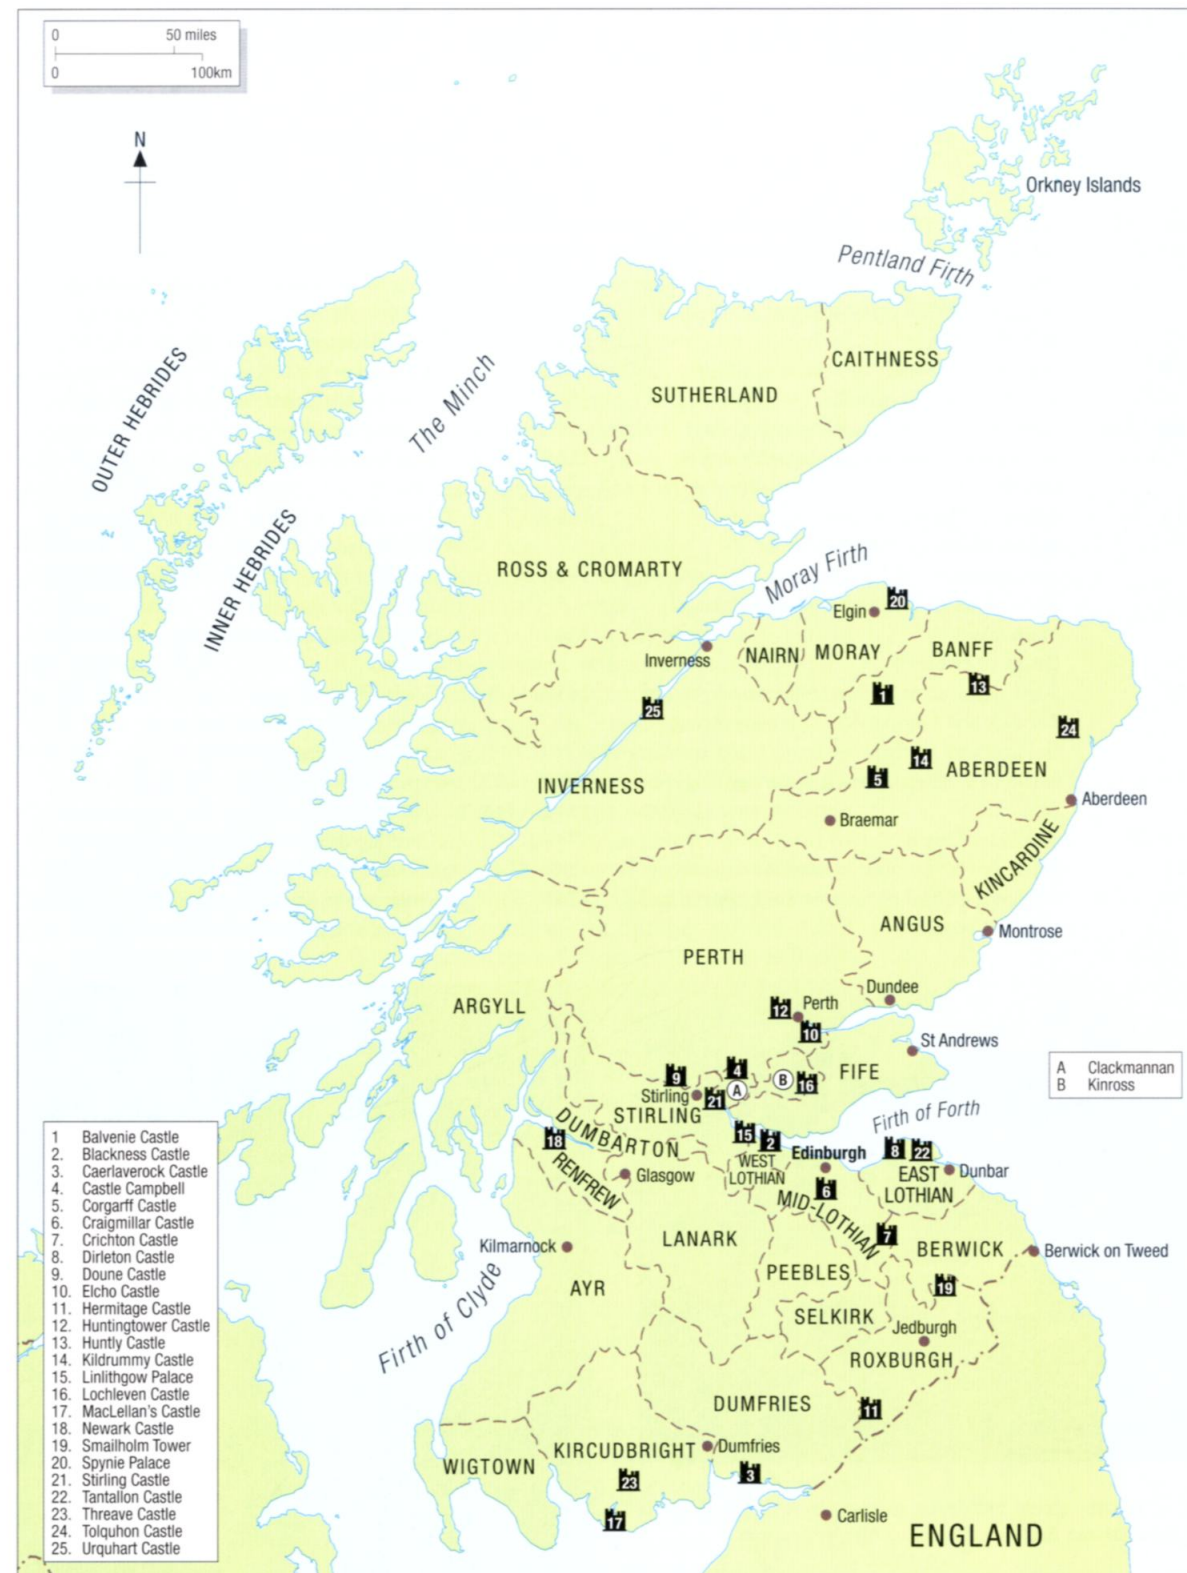 0 50 miles
0 100km
N
Orkney Islands
Pentland Firth
CAITHNESS
SUTHERLAND
The Minch
OUTER HEBRIDES
INNER HEBRIDES
ROSS & CROMARTY
Moray Firth
20
Elgin
Inverness
NAIRN
MORAY
BANFF
1
13
25
24
14
5
ABERDEEN
INVERNESS
Aberdeen
Braemar
KINCARDINE
ANGUS
Montrose
PERTH
Dundee
ARGYLL
12
Perth
10
St Andrews
9
4
B
16
FIFE
A
Stirling
21
STIRLING
A Clackmannan
B Kinross
Firth of Forth
DUMBARTON
18
15
2
Edinburgh
8
22
WEST
LOTHIAN
EAST
LOTHIAN
Dunbar
RENFREW
Glasgow
6
MID-LOTHIAN
7
LANARK
Kilmarnock
BERWICK
Berwick on Tweed
PEEBLES
19
AYR
SELKIRK
Firth of Clyde
Jedburgh
ROXBURGH
DUMFRIES
11
KIRCUDBRIGHT
Dumfries
WIGTOWN
23
3
17
Carlisle
ENGLAND
1 Balvenie Castle
2. Blackness Castle
3. Caerlaverock Castle
4. Castle Campbell
5. Corgarff Castle
6. Craigmillar Castle
7. Crichton Castle
8. Dirleton Castle
9. Doune Castle
10. Elcho Castle
11. Hermitage Castle
12. Huntingtower Castle
13. Huntly Castle
14. Kildrummy Castle
15. Linlithgow Palace
16. Lochleven Castle
17. MacLellan's Castle
18. Newark Castle
19. Smailholm Tower
20. Spynie Palace
21. Stirling Castle
22. Tantallon Castle
23. Threave Castle
24. Tolquhon Castle
25. Urquhart Castle